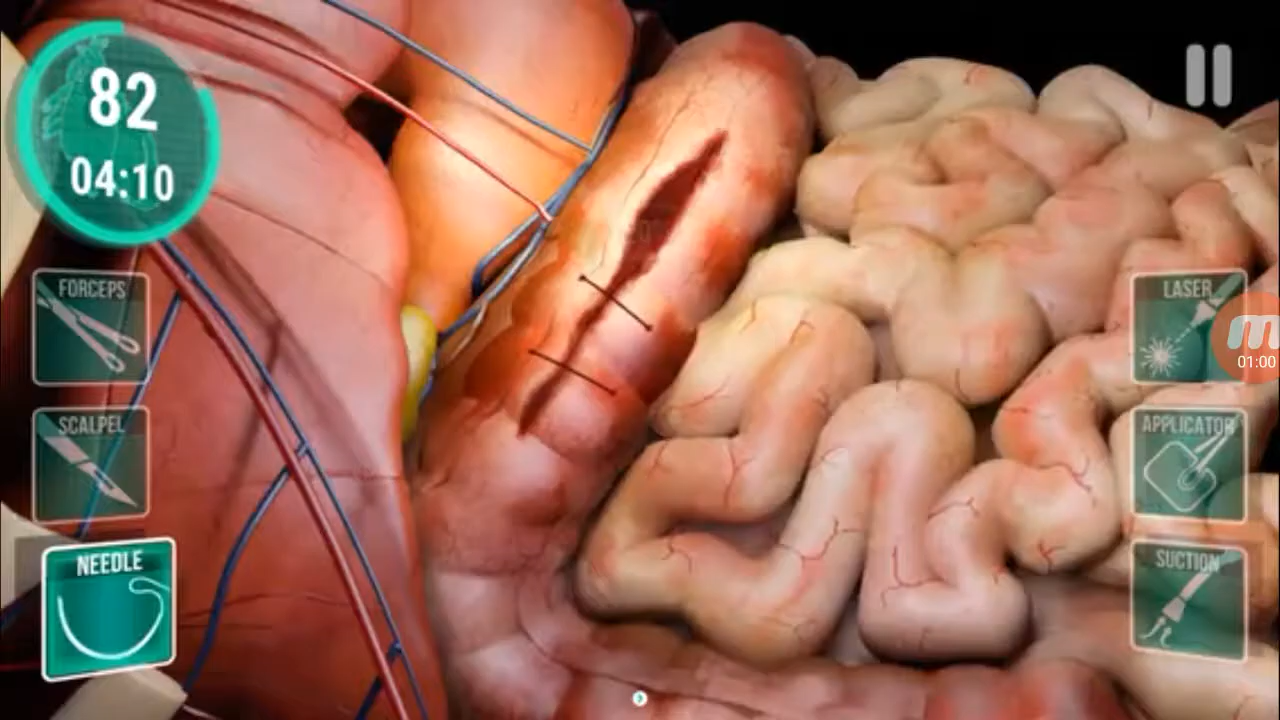 82
04:10
FORCEPS
SCALPEL
NEEDLE
LASER
01:00
APPLICATOR
SUCTION